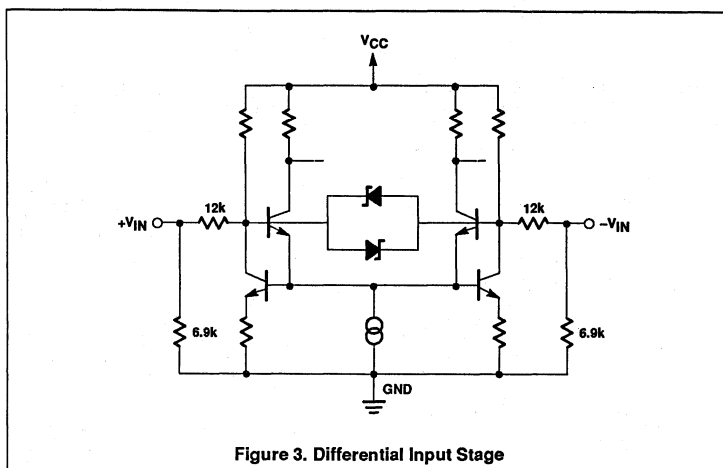 VCC
12k
12k
+VIN
–VIN
6.9k
6.9k
GND
Figure 3. Differential Input Stage